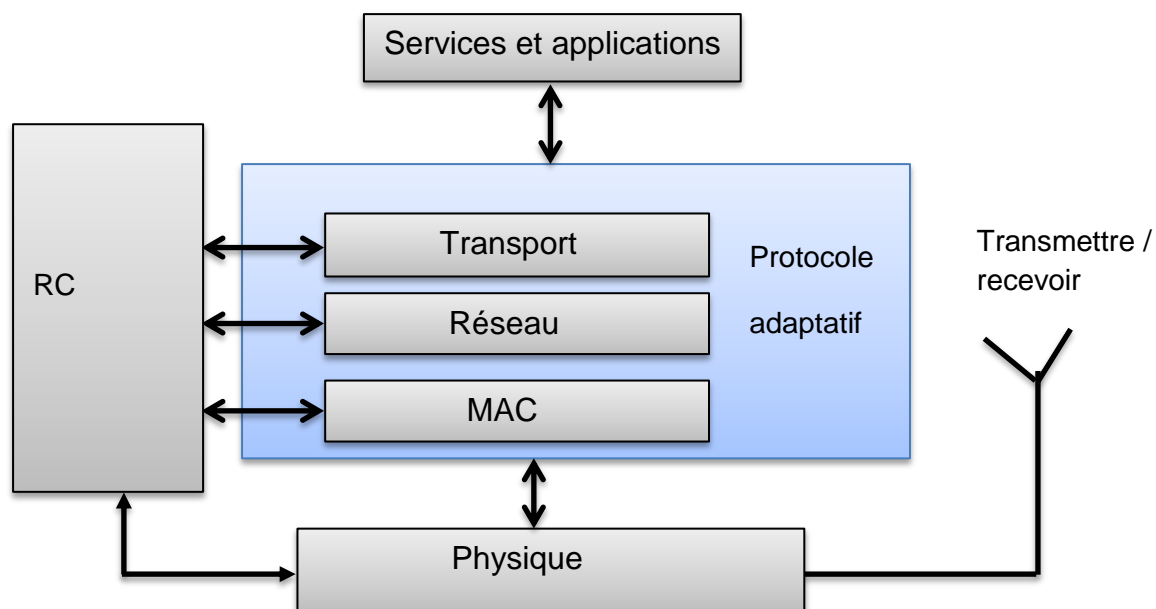 Services et applications
RC
Transport
Réseau
MAC
Protocole
adaptatif
Transmettre /
recevoir
Physique